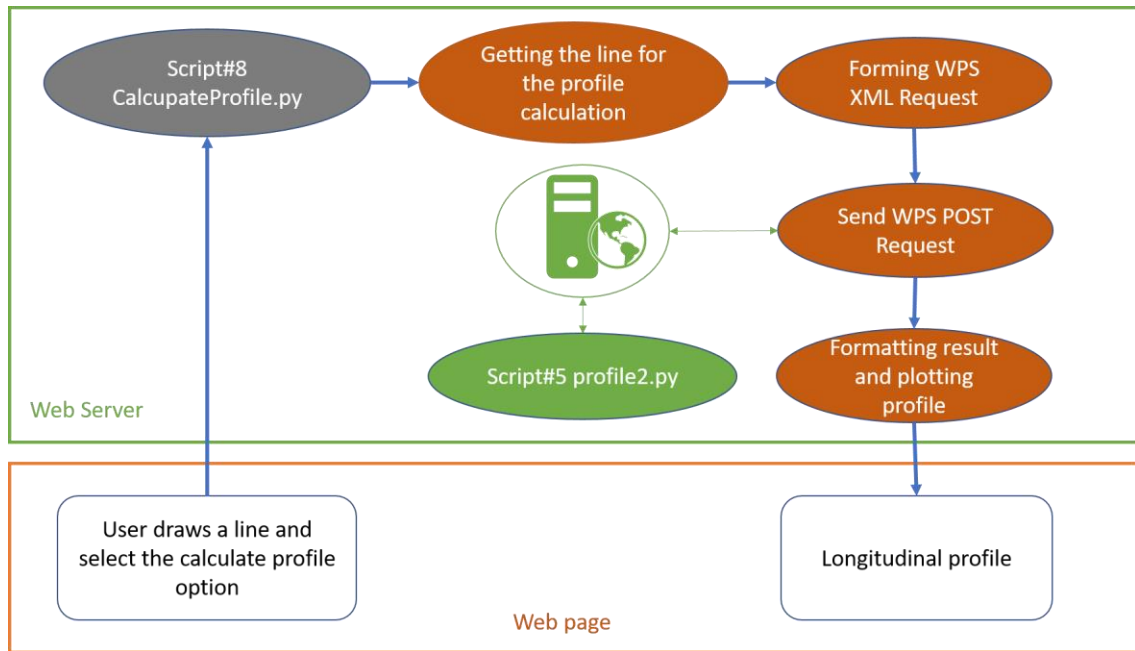 Script#8
CalcupateProfile.py
Getting the line for
the profile
calculation
Forming WPS
XML Request
Send WPS POST
Request
Script#5 profile2.py
Formatting result
and plotting
profile
Web Server
User draws a line and
select the calculate profile
option
Longitudinal profile
Web page